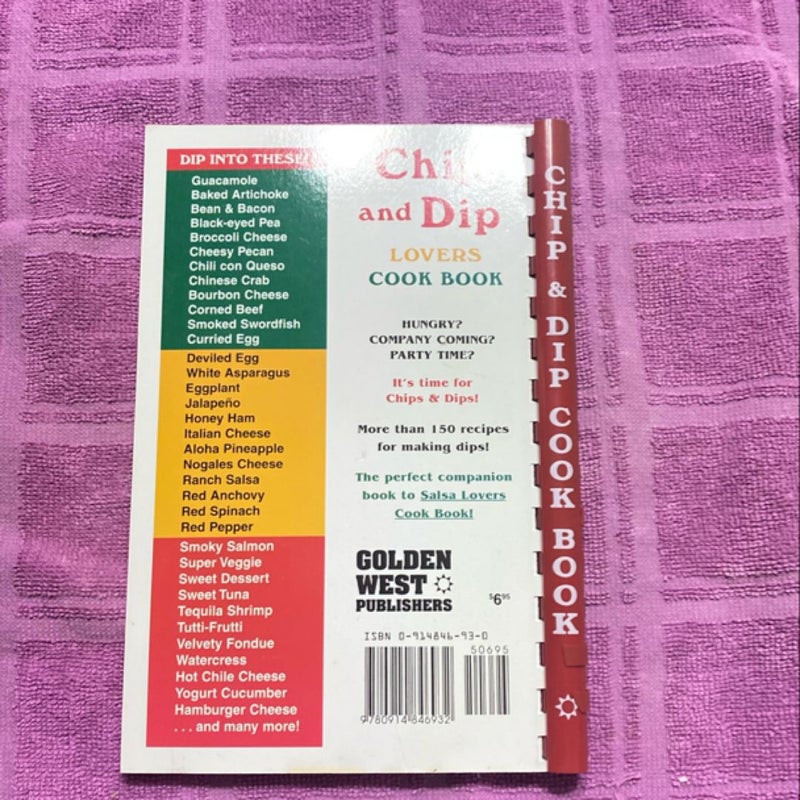 DIP INTO THESE!
Guacamole
Baked Artichoke
Bean & Bacon
Black-eyed Pea
Broccoli Cheese
Cheesy Pecan
Chili con Queso
Chinese Crab
Bourbon Cheese
Corned Beef
Smoked Swordfish
Curried Egg
Deviled Egg
White Asparagus
Eggplant
Jalapeño
Honey Ham
Italian Cheese
Aloha Pineapple
Nogales Cheese
Ranch Salsa
Red Anchovy
Red Spinach
Red Pepper
Smoky Salmon
Super Veggie
Sweet Dessert
Sweet Tuna
Tequila Shrimp
Tutti-Frutti
Velvety Fondue
Watercress
Hot Chile Cheese
Yogurt Cucumber
Hamburger Cheese
...and many more!
Chip
and Dip
LOVERS
COOK BOOK
HUNGRY?
COMPANY COMING?
PARTY TIME?
It's time for
Chips & Dips!
More than 150 recipes
for making dips!
The perfect companion
book to Salsa Lovers
Cook Book!
GOLDEN
WEST
PUBLISHERS
$6.95
ISBN 0-914846-93-0
50695
9780914846932
CHIP & DIP COOK BOOK